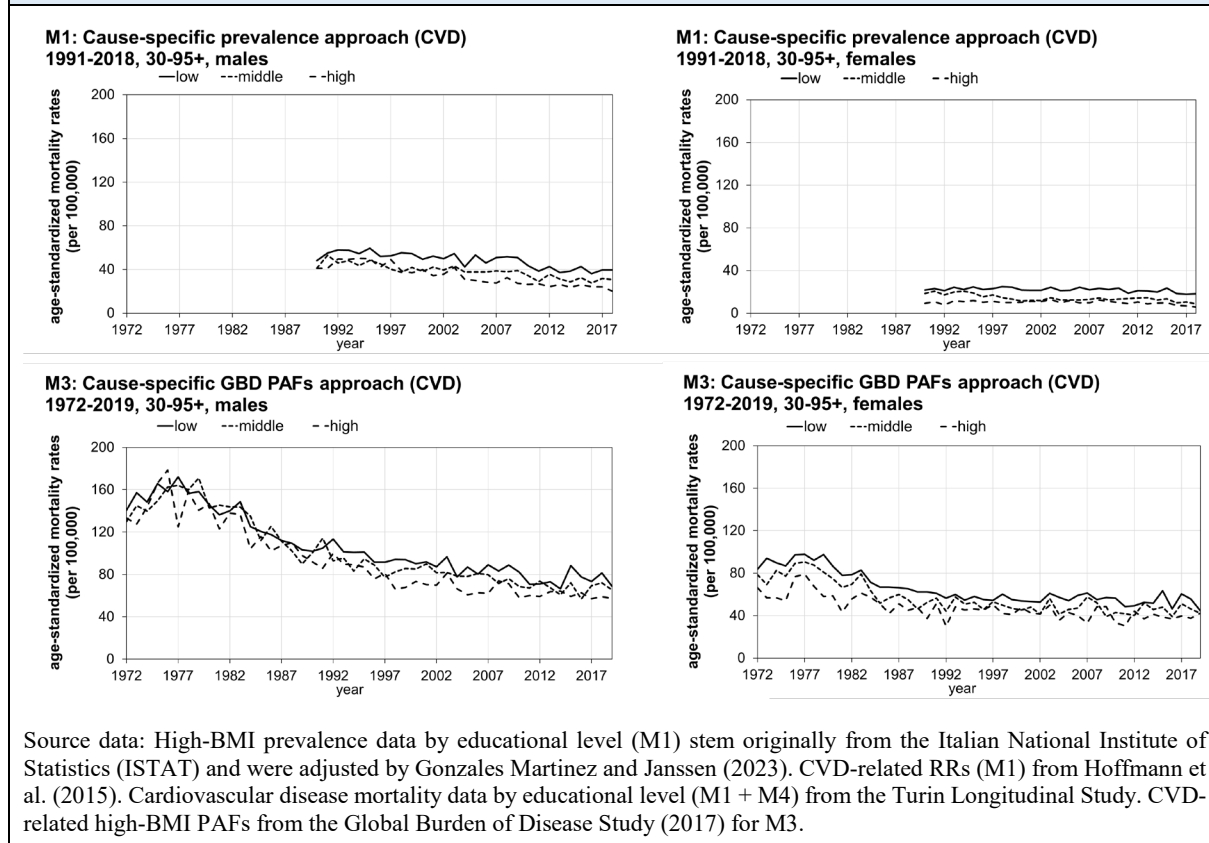 M1: Cause-specific prevalence approach (CVD)
1991-2018, 30-95+, males
low middle high
age-standardized mortality rates
(per 100,000)
200
160
120
80
40
0
1972 1977 1982 1987 1992 1997 2002 2007 2012 2017
year
M1: Cause-specific prevalence approach (CVD)
1991-2018, 30-95+, females
low middle high
age-standardized mortality rates
(per 100,000)
200
160
120
80
40
0
1972 1977 1982 1987 1992 1997 2002 2007 2012 2017
year
M3: Cause-specific GBD PAFs approach (CVD)
1972-2019, 30-95+, males
low middle high
age-standardized mortality rates
(per 100,000)
200
160
120
80
40
0
1972 1977 1982 1987 1992 1997 2002 2007 2012 2017
year
M3: Cause-specific GBD PAFs approach (CVD)
1972-2019, 30-95+, females
low middle high
age-standardized mortality rates
(per 100,000)
200
160
120
80
40
0
1972 1977 1982 1987 1992 1997 2002 2007 2012 2017
year
Source data: High-BMI prevalence data by educational level (M1) stem originally from the Italian National Institute of
Statistics (ISTAT) and were adjusted by Gonzales Martinez and Janssen (2023). CVD-related RRs (M1) from Hoffmann et
al. (2015). Cardiovascular disease mortality data by educational level (M1 + M4) from the Turin Longitudinal Study. CVD-
related high-BMI PAFs from the Global Burden of Disease Study (2017) for M3.